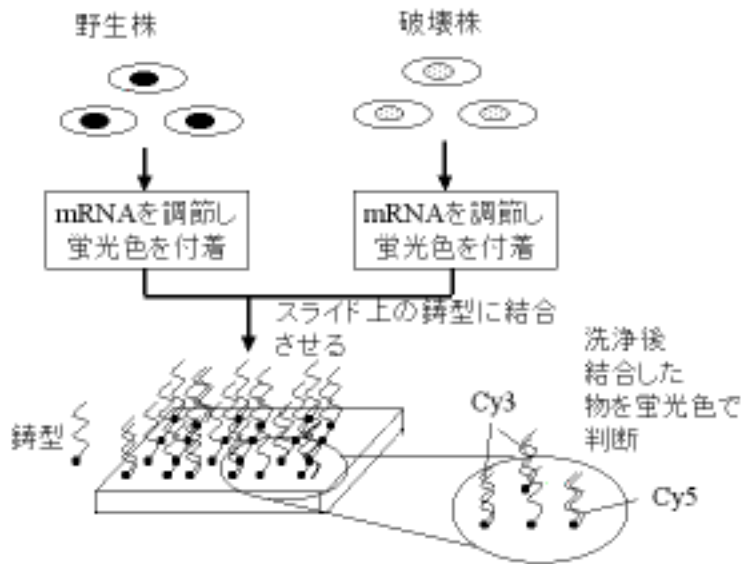 野生株
破壊株
mRNAを調節し
蛍光色を付着
mRNAを調節し
蛍光色を付着
スライド上の鋳型に結合
させる
洗浄後
結合した
物を蛍光色で
判断
鋳型
Cy3
Cy5